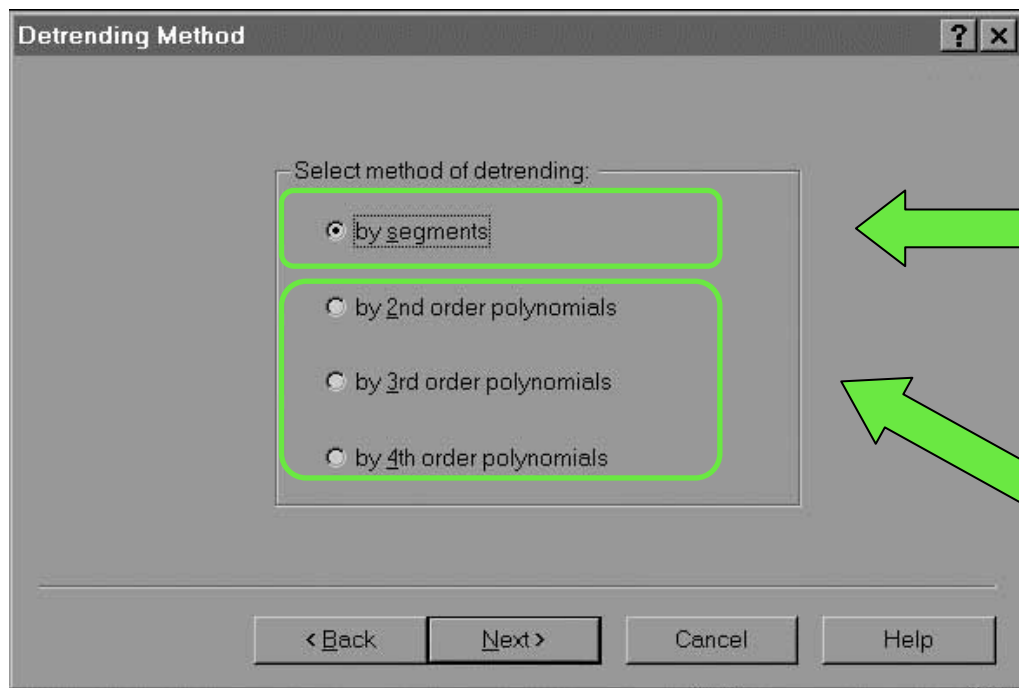 Detrending Method
Select method of detrending:
by segments
by 2nd order polynomials
by 3rd order polynomials
by 4th order polynomials
< Back Next > Cancel Help